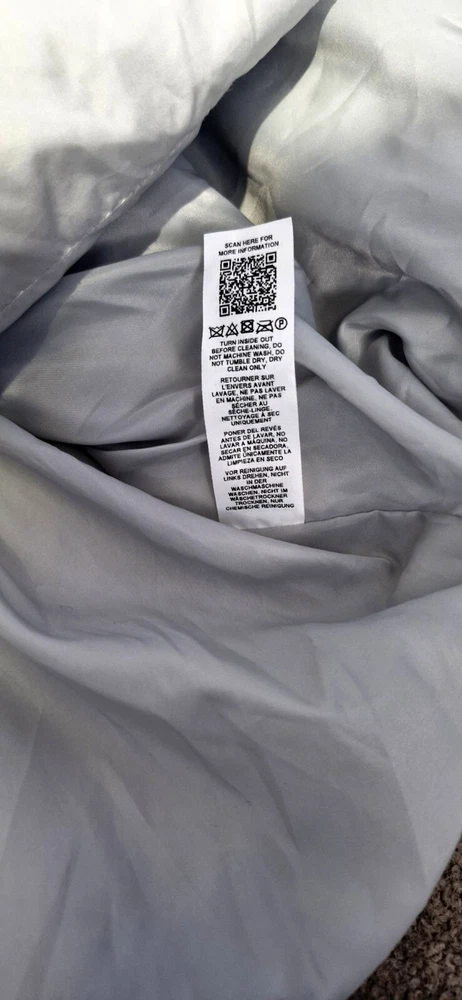 SCAN HERE FOR
MORE INFORMATION
P
TURN INSIDE OUT
BEFORE CLEANING, DO
NOT MACHINE WASH, DO
NOT TUMBLE DRY, DRY
CLEAN ONLY
RETOURNER SUR
L'ENVERS AVANT
LAVAGE, NE PAS LAVER
EN MACHINE, NE PAS
SÉCHER AU
SÈCHE-LINGE,
NETTOYAGE À SEC
UNIQUEMENT
PONER DEL REVÉS
ANTES DE LAVAR, NO
LAVAR A MÁQUINA, NO
SECAR EN SECADORA,
ADMITE ÚNICAMENTE LA
LIMPIEZA EN SECO
VOR REINIGUNG AUF
LINKS DREHEN, NICHT
IN DER
WASCHMASCHINE
WASCHEN, NICHT IM
WÄSCHETROCKNER
TROCKNEN, NUR
CHEMISCHE REINIGUNG